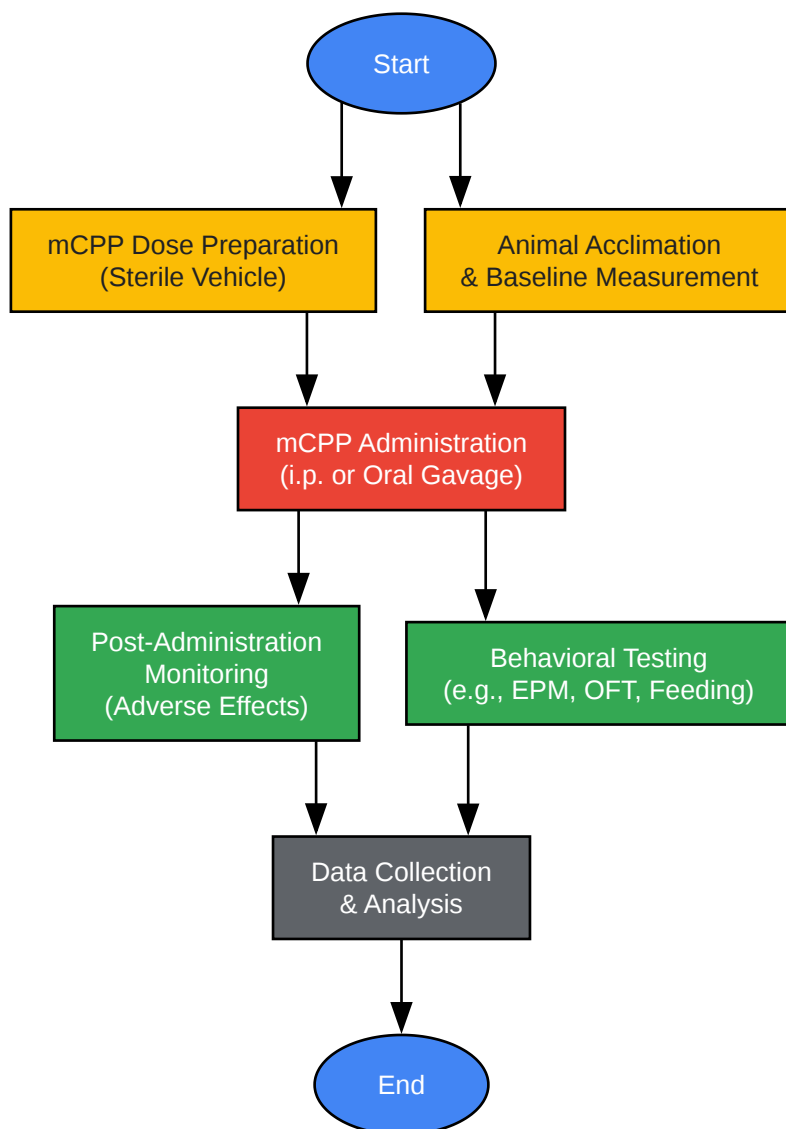 Start
mCPP Dose Preparation
(Sterile Vehicle)
Animal Acclimation
& Baseline Measurement
mCPP Administration
(i.p. or Oral Gavage)
Post-Administration
Monitoring
(Adverse Effects)
Behavioral Testing
(e.g., EPM, OFT, Feeding)
Data Collection
& Analysis
End